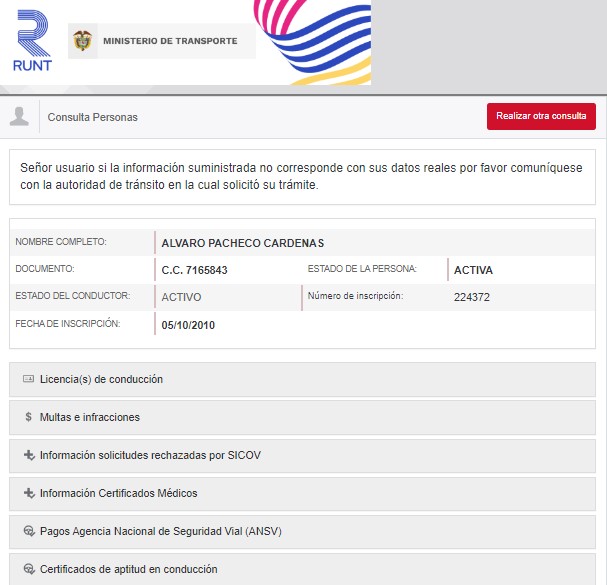 RUNT
MINISTERIO DE TRANSPORTE
Consulta Personas
Realizar otra consulta
Señor usuario si la información suministrada no corresponde con sus datos reales por favor comuníquese
con la autoridad de tránsito en la cual solicitó su trámite.
NOMBRE COMPLETO: ALVARO PACHECO CARDENAS
DOCUMENTO: C.C. 7165843 ESTADO DE LA PERSONA: ACTIVA
ESTADO DEL CONDUCTOR: ACTIVO Número de inscripción: 224372
FECHA DE INSCRIPCIÓN: 05/10/2010
Licencia(s) de conducción
$ Multas e infracciones
Información solicitudes rechazadas por SICOV
Información Certificados Médicos
Pagos Agencia Nacional de Seguridad Vial (ANSV)
Certificados de aptitud en conducción